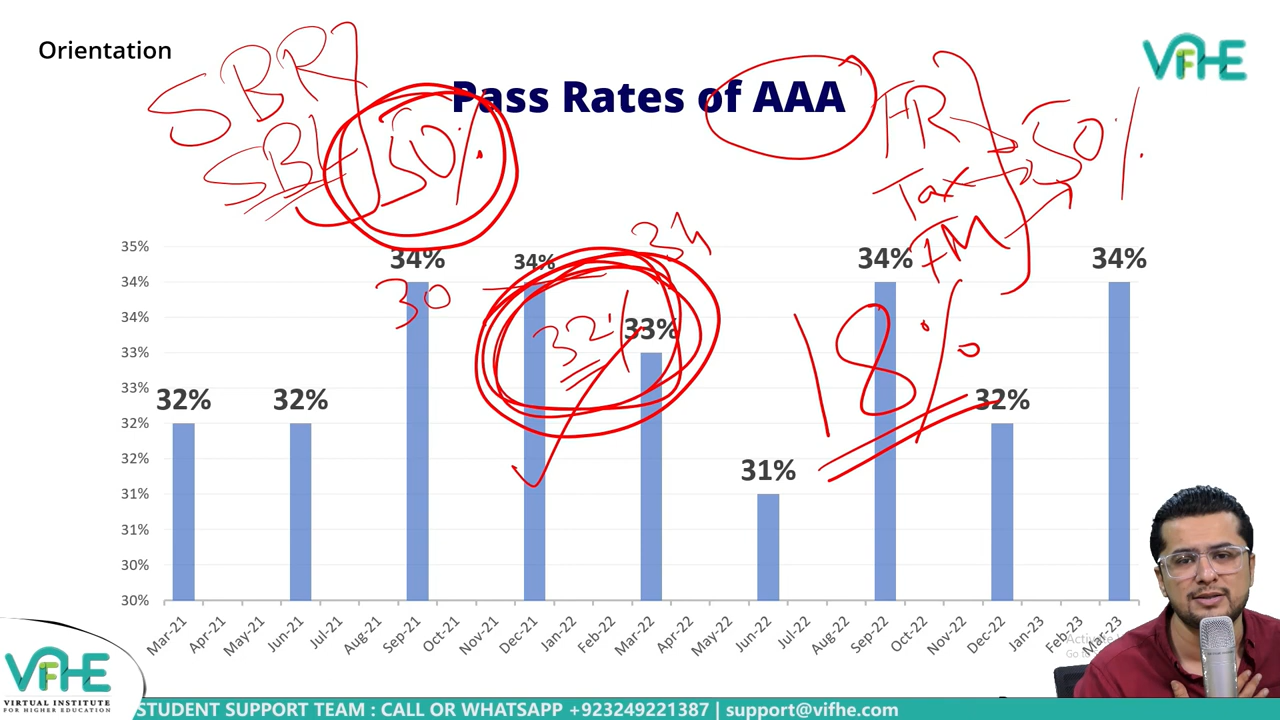 Orientation
VIFHE
Pass Rates of AAA
SBR
SBL
50%
FR
Tax
FM
50%
35%
34%
34%
33%
33%
32%
32%
31%
31%
30%
30%
32%
32%
34%
34%
33%
31%
34%
32%
34%
30
34
32%
18%
Mar-21
Apr-21
May-21
Jun-21
Jul-21
Aug-21
Sep-21
Oct-21
Nov-21
Dec-21
Jan-22
Feb-22
Mar-22
Apr-22
May-22
Jun-22
Jul-22
Aug-22
Sep-22
Oct-22
Nov-22
Dec-22
Jan-23
Feb-23
Mar-23
VIFHE
VIRTUAL INSTITUTE
FOR HIGHER EDUCATION
STUDENT SUPPORT TEAM : CALL OR WHATSAPP +923249221387 | support@vifhe.com